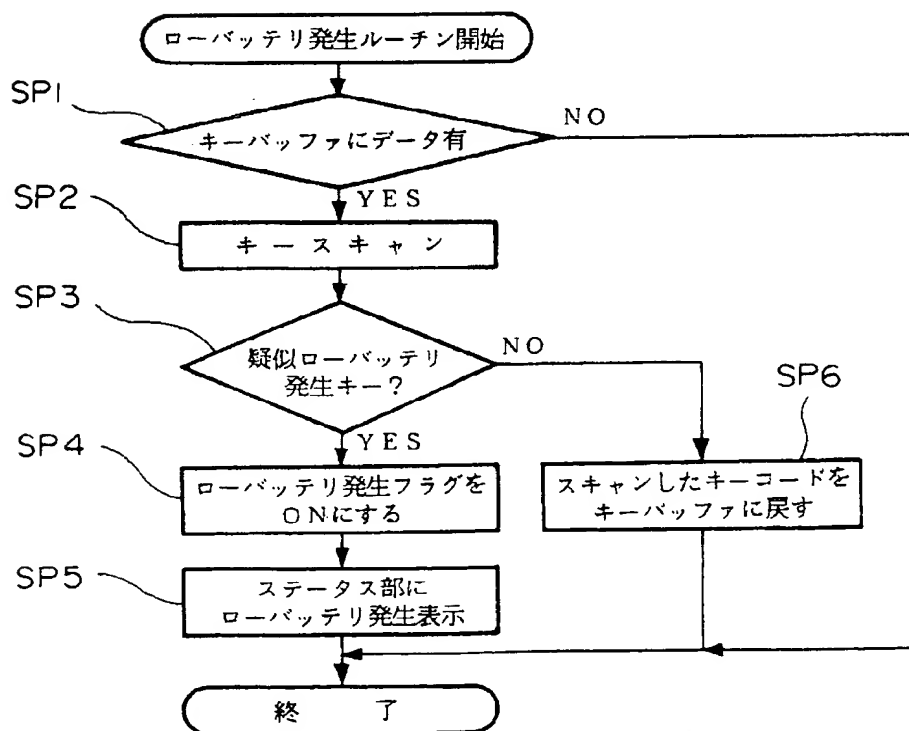 ローバッテリ発生ルーチン開始
SP1
NO
キーバッファにデータ有
YES
SP2
キースキャン
SP3
疑似ローバッテリ
発生キー?
NO
SP6
YES
SP4
ローバッテリ発生フラグを
ONにする
スキャンしたキーコードを
キーバッファに戻す
SP5
ステータス部に
ローバッテリ発生表示
終了